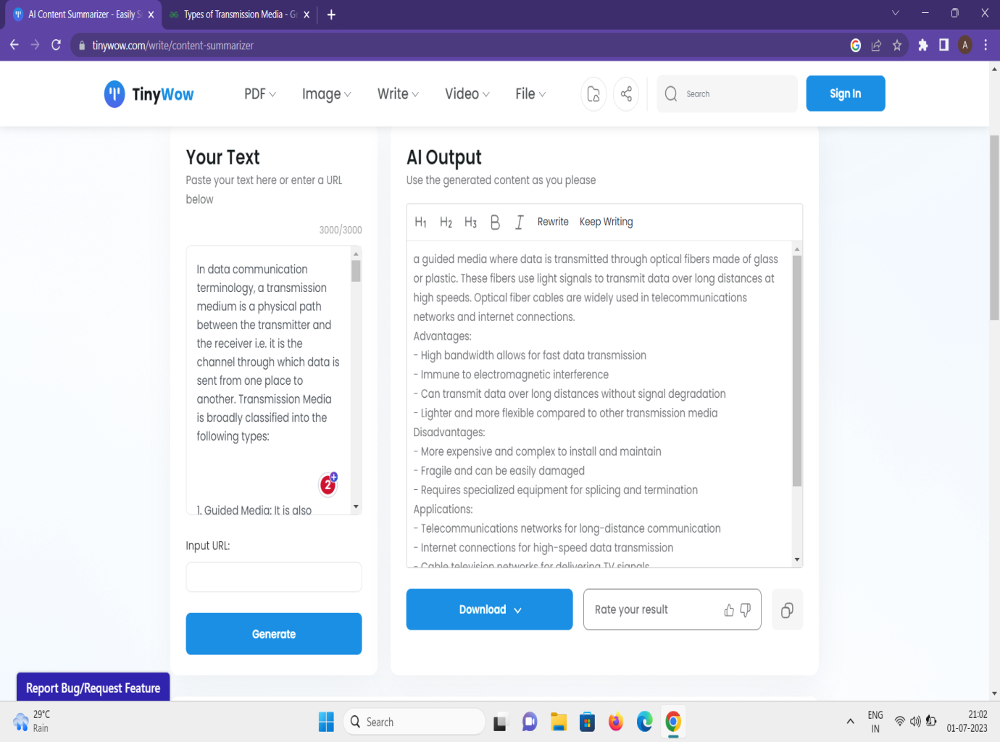 AI Content Summarizer - Easily S
Types of Transmission Media - Ge
tinywow.com/write/content-summarizer
A
TinyWow
PDF
Image
Write
Video
File
Search
Sign In
Your Text
Paste your text here or enter a URL
below
3000/3000
In data communication
terminology, a transmission
medium is a physical path
between the transmitter and
the receiver i.e. it is the
channel through which data is
sent from one place to
another. Transmission Media
is broadly classified into the
following types:
2
1. Guided Media: It is also
Input URL:
Generate
AI Output
Use the generated content as you please
H1 H2 H3 B I Rewrite Keep Writing
a guided media where data is transmitted through optical fibers made of glass
or plastic. These fibers use light signals to transmit data over long distances at
high speeds. Optical fiber cables are widely used in telecommunications
networks and internet connections.
Advantages:
- High bandwidth allows for fast data transmission
- Immune to electromagnetic interference
- Can transmit data over long distances without signal degradation
- Lighter and more flexible compared to other transmission media
Disadvantages:
- More expensive and complex to install and maintain
- Fragile and can be easily damaged
- Requires specialized equipment for splicing and termination
Applications:
- Telecommunications networks for long-distance communication
- Internet connections for high-speed data transmission
- Cable television networks for delivering TV signals
Download
Rate your result
Report Bug/Request Feature
29°C
Rain
Search
ENG
IN
21:02
01-07-2023